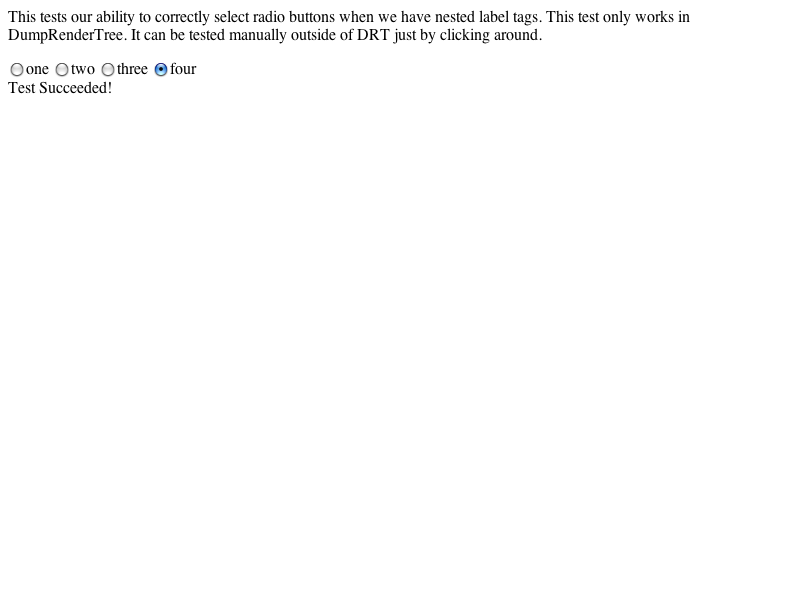 This tests our ability to correctly select radio buttons when we have nested label tags. This test only works in
DumpRenderTree. It can be tested manually outside of DRT just by clicking around.
one two three four
Test Succeeded!